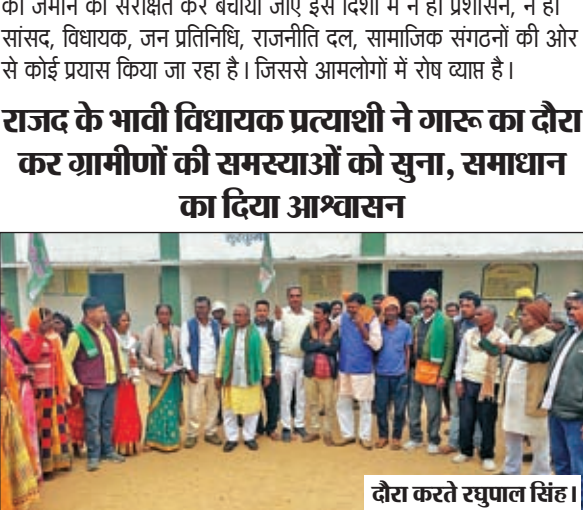 की जमीन को संरक्षित कर बचाया जाए इस दिशा में न ही प्रशासन, न ही
सांसद, विधायक, जन प्रतिनिधि, राजनीति दल, सामाजिक संगठनों की ओर
से कोई प्रयास किया जा रहा है। जिससे आमलोगों में रोष व्याप्त है।
राजद के भावी विधायक प्रत्याशी ने गारू का दौरा
कर ग्रामीणों की समस्याओं को सुना, समाधान
का दिया आश्वासन
दौरा करते रघुपाल सिंह।